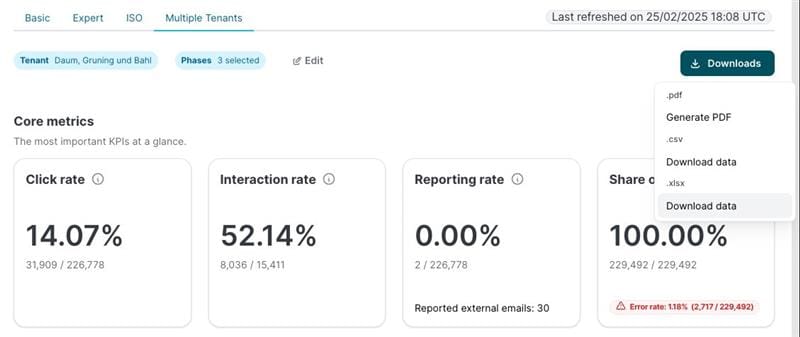 Basic Expert ISO Multiple Tenants Last refreshed on 25/02/2025 18:08 UTC
Tenant Daum, Gruning und Bahl Phases 3 selected Edit Downloads
.pdf
Generate PDF
.csv
Download data
.xlsx
Download data
Core metrics
The most important KPIs at a glance.
Click rate
14.07%
31,909 / 226,778
Interaction rate
52.14%
8,036 / 15,411
Reporting rate
0.00%
2 / 226,778
Reported external emails: 30
Share
100.00%
229,492 / 229,492
Error rate: 1.18% (2,717 / 229,492)